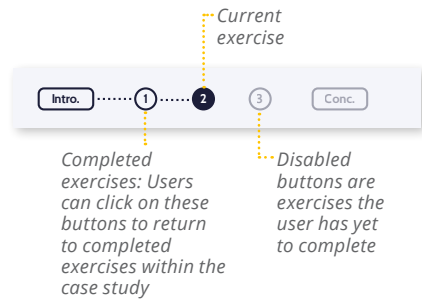 Current
exercise
Intro.
1
2
3
Conc.
Completed
exercises: Users
can click on these
buttons to return
to completed
exercises within the
case study
Disabled
buttons are
exercises the
user has yet
to complete